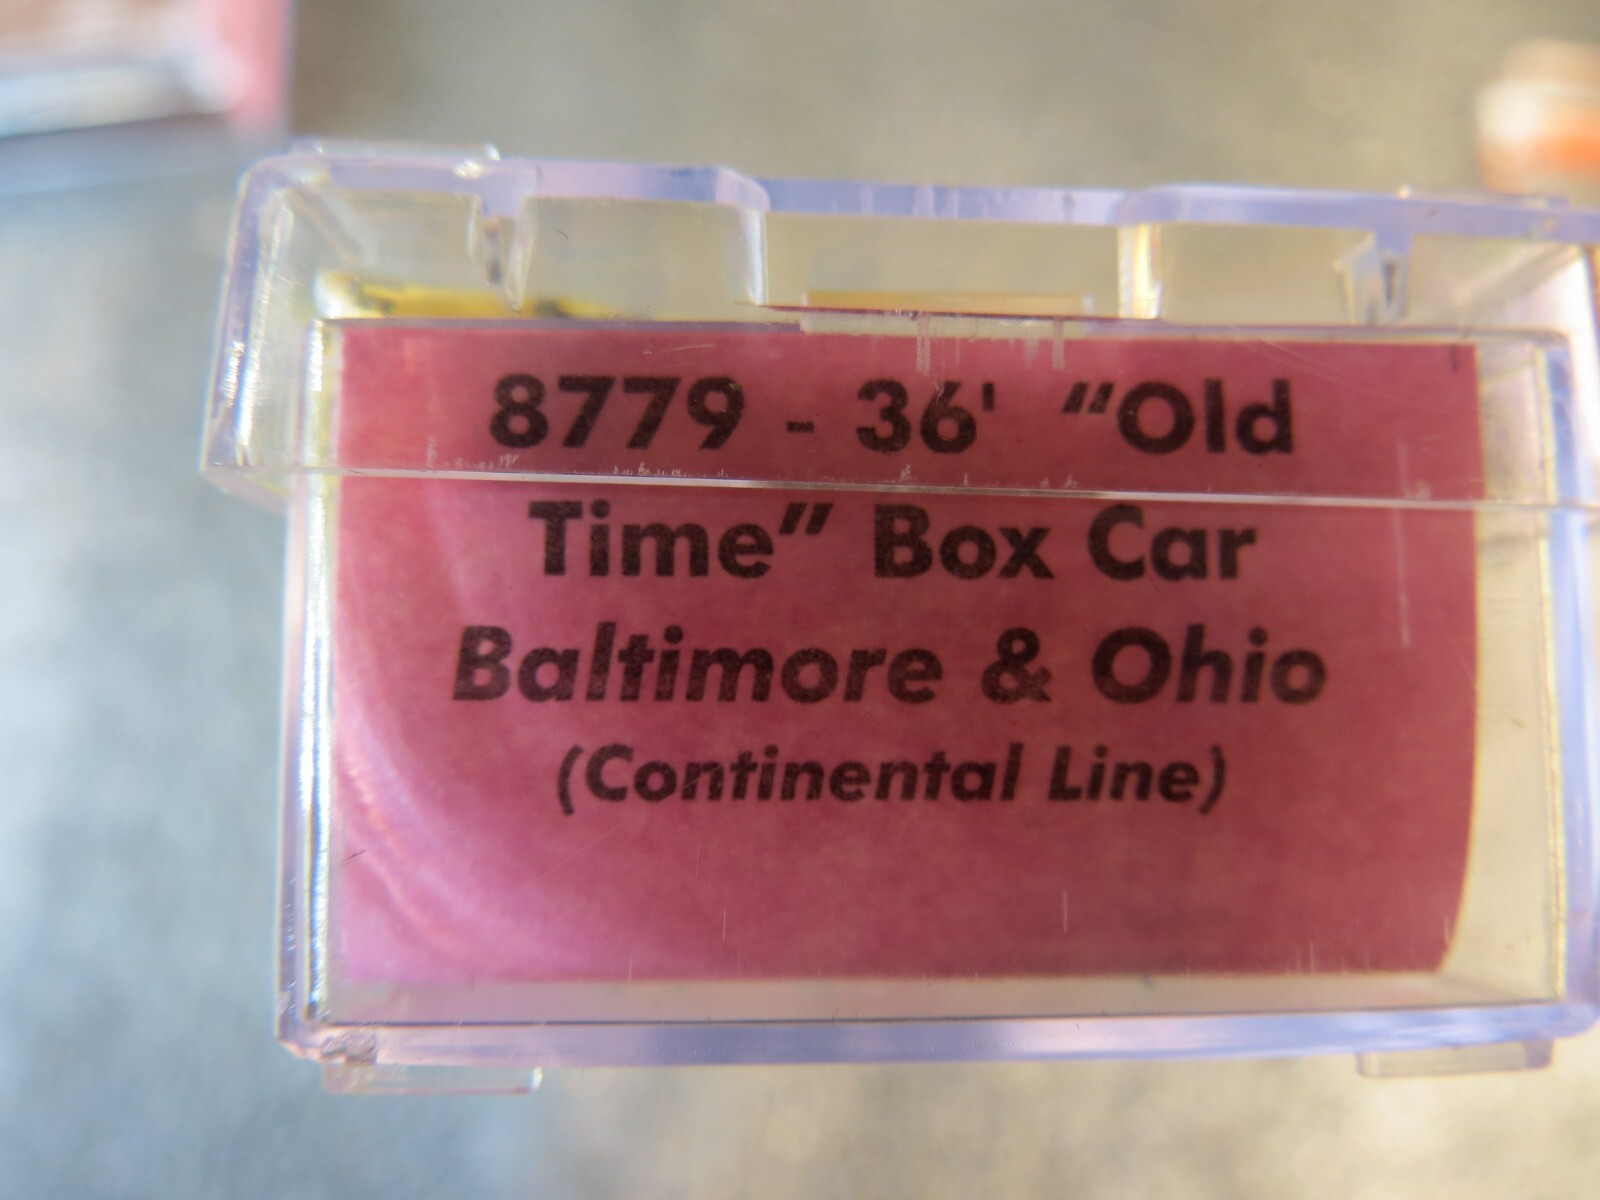 8779 - 36' "Old
Time" Box Car
Baltimore & Ohio
(Continental Line)